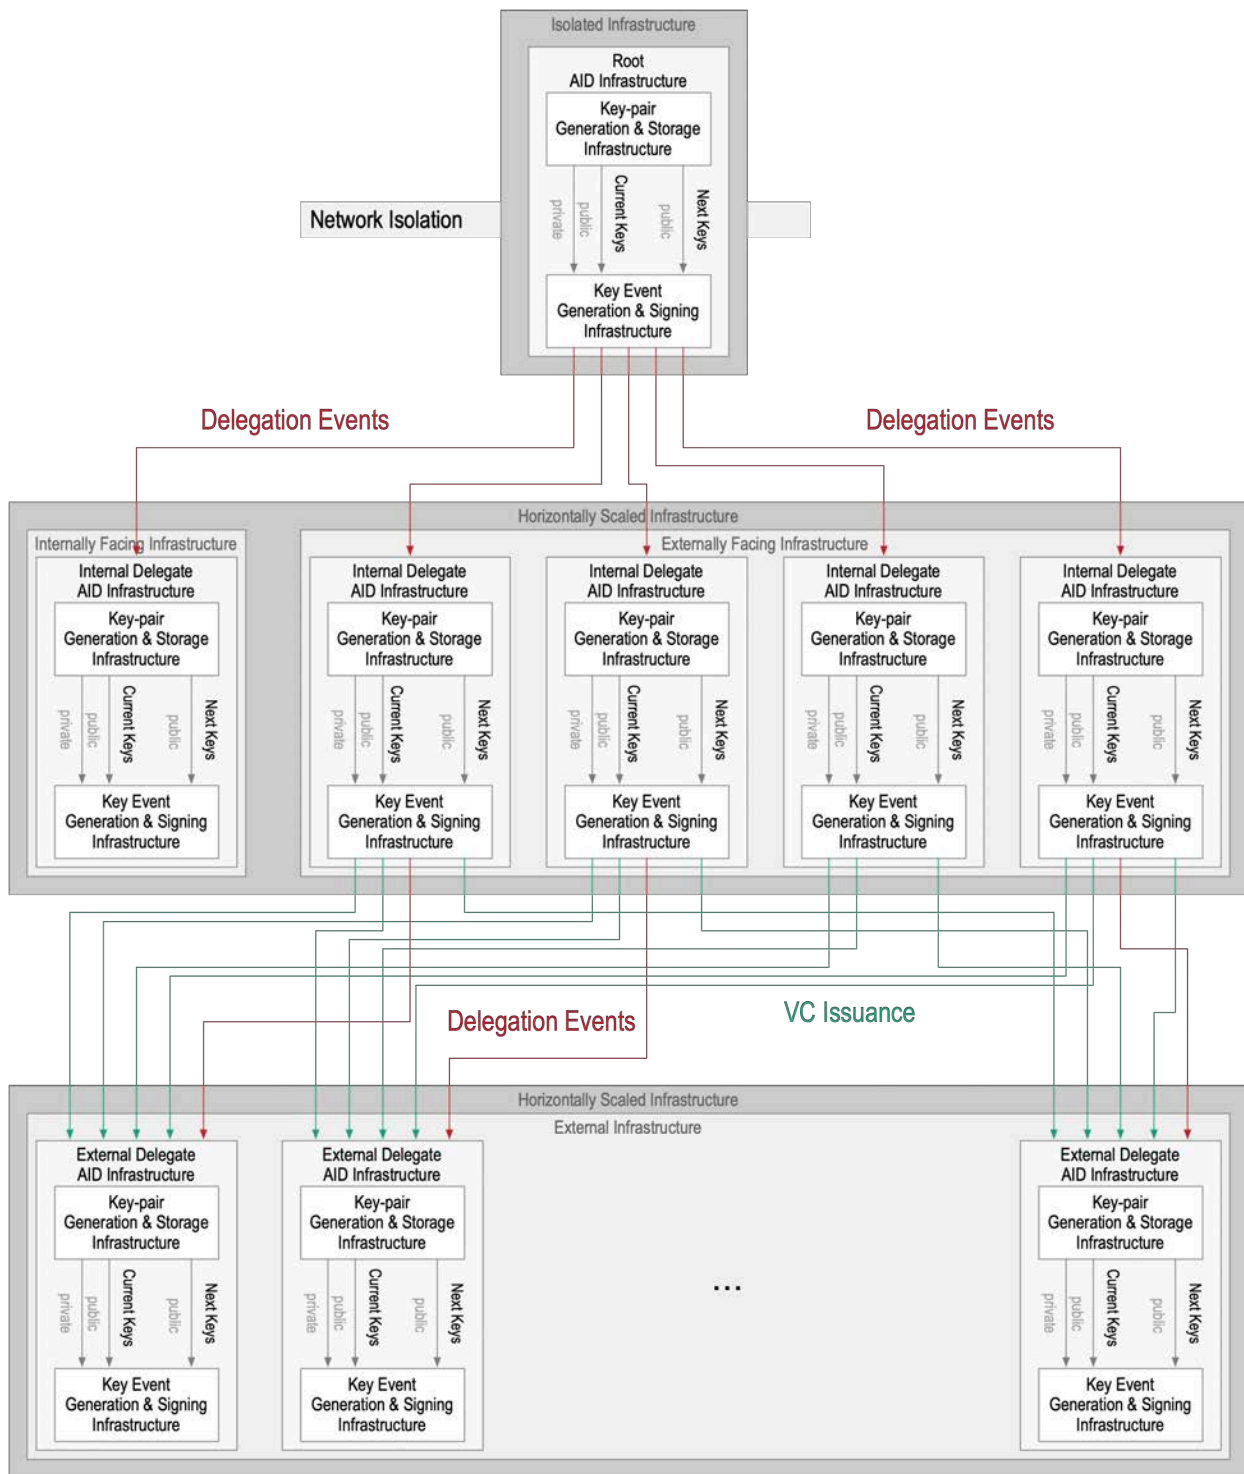 Isolated Infrastructure
Root
AID Infrastructure
Key-pair
Generation & Storage
Infrastructure
private
public
Current Keys
public
Next Keys
Network Isolation
Key Event
Generation & Signing
Infrastructure
Delegation Events
Delegation Events
Horizontally Scaled Infrastructure
Internally Facing Infrastructure
Externally Facing Infrastructure
Internal Delegate
AID Infrastructure
Key-pair
Generation & Storage
Infrastructure
private
public
Current Keys
public
Next Keys
Key Event
Generation & Signing
Infrastructure
Internal Delegate
AID Infrastructure
Key-pair
Generation & Storage
Infrastructure
private
public
Current Keys
public
Next Keys
Key Event
Generation & Signing
Infrastructure
Internal Delegate
AID Infrastructure
Key-pair
Generation & Storage
Infrastructure
private
public
Current Keys
public
Next Keys
Key Event
Generation & Signing
Infrastructure
Internal Delegate
AID Infrastructure
Key-pair
Generation & Storage
Infrastructure
private
public
Current Keys
public
Next Keys
Key Event
Generation & Signing
Infrastructure
Internal Delegate
AID Infrastructure
Key-pair
Generation & Storage
Infrastructure
private
public
Current Keys
public
Next Keys
Key Event
Generation & Signing
Infrastructure
Delegation Events
VC Issuance
Horizontally Scaled Infrastructure
External Infrastructure
External Delegate
AID Infrastructure
Key-pair
Generation & Storage
Infrastructure
private
public
Current Keys
public
Next Keys
Key Event
Generation & Signing
Infrastructure
External Delegate
AID Infrastructure
Key-pair
Generation & Storage
Infrastructure
private
public
Current Keys
public
Next Keys
Key Event
Generation & Signing
Infrastructure
...
External Delegate
AID Infrastructure
Key-pair
Generation & Storage
Infrastructure
private
public
Current Keys
public
Next Keys
Key Event
Generation & Signing
Infrastructure